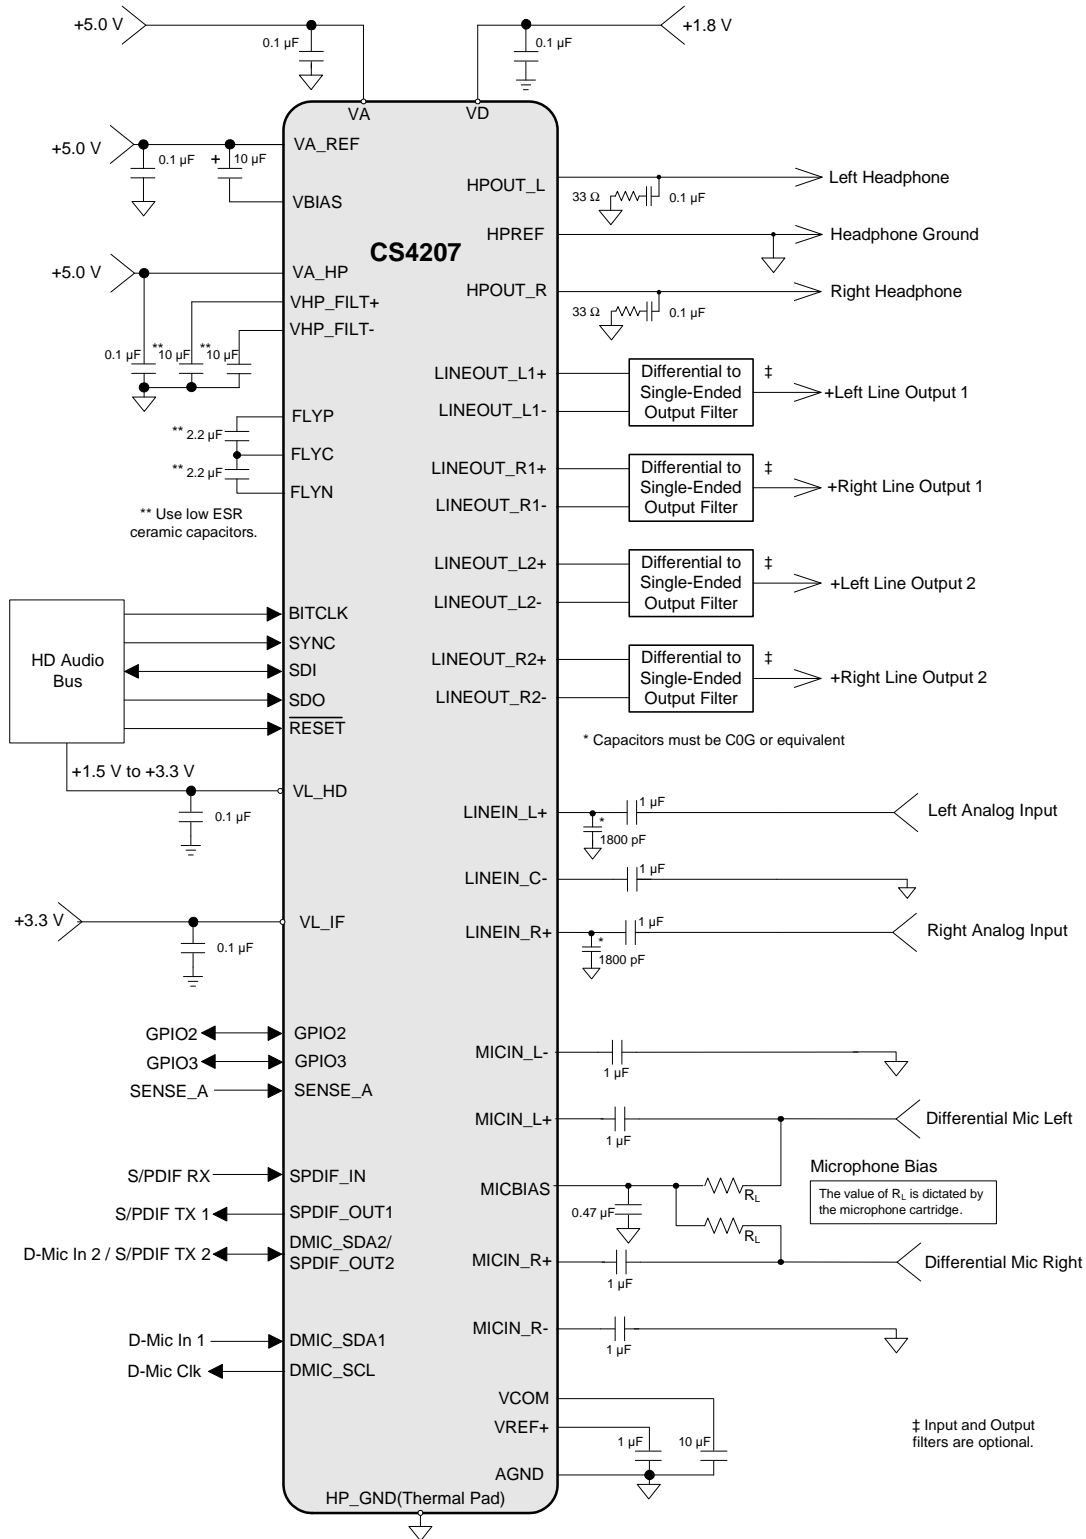 +5.0 V
0.1 µF
0.1 µF
+1.8 V
VA
VD
+5.0 V
0.1 µF
+ 10 µF
VA_REF
VBIAS
CS4207
HPOUT_L
33 Ω
0.1 µF
Left Headphone
HPREF
Headphone Ground
HPOUT_R
33 Ω
0.1 µF
Right Headphone
+5.0 V
VA_HP
VHP_FILT+
VHP_FILT-
0.1 µF
** 10 µF
** 10 µF
FLYP
** 2.2 µF
FLYC
** 2.2 µF
FLYN
** Use low ESR
ceramic capacitors.
LINEOUT_L1+
LINEOUT_L1-
Differential to
Single-Ended
Output Filter
‡
+Left Line Output 1
LINEOUT_R1+
LINEOUT_R1-
Differential to
Single-Ended
Output Filter
‡
+Right Line Output 1
LINEOUT_L2+
LINEOUT_L2-
Differential to
Single-Ended
Output Filter
‡
+Left Line Output 2
LINEOUT_R2+
LINEOUT_R2-
Differential to
Single-Ended
Output Filter
‡
+Right Line Output 2
* Capacitors must be C0G or equivalent
HD Audio
Bus
BITCLK
SYNC
SDI
SDO
RESET
+1.5 V to +3.3 V
VL_HD
0.1 µF
+3.3 V
VL_IF
0.1 µF
LINEIN_L+
1 µF
*
1800 pF
Left Analog Input
LINEIN_C-
1 µF
LINEIN_R+
1 µF
*
1800 pF
Right Analog Input
GPIO2
GPIO2
GPIO3
GPIO3
SENSE_A
SENSE_A
MICIN_L-
1 µF
MICIN_L+
1 µF
Differential Mic Left
MICBIAS
0.47 µF
RL
RL
Microphone Bias
The value of RL is dictated by
the microphone cartridge.
MICIN_R+
1 µF
Differential Mic Right
MICIN_R-
1 µF
S/PDIF RX
SPDIF_IN
S/PDIF TX 1
SPDIF_OUT1
D-Mic In 2 / S/PDIF TX 2
DMIC_SDA2/
SPDIF_OUT2
D-Mic In 1
DMIC_SDA1
D-Mic Clk
DMIC_SCL
VCOM
VREF+
1 µF
10 µF
AGND
HP_GND(Thermal Pad)
‡ Input and Output
filters are optional.